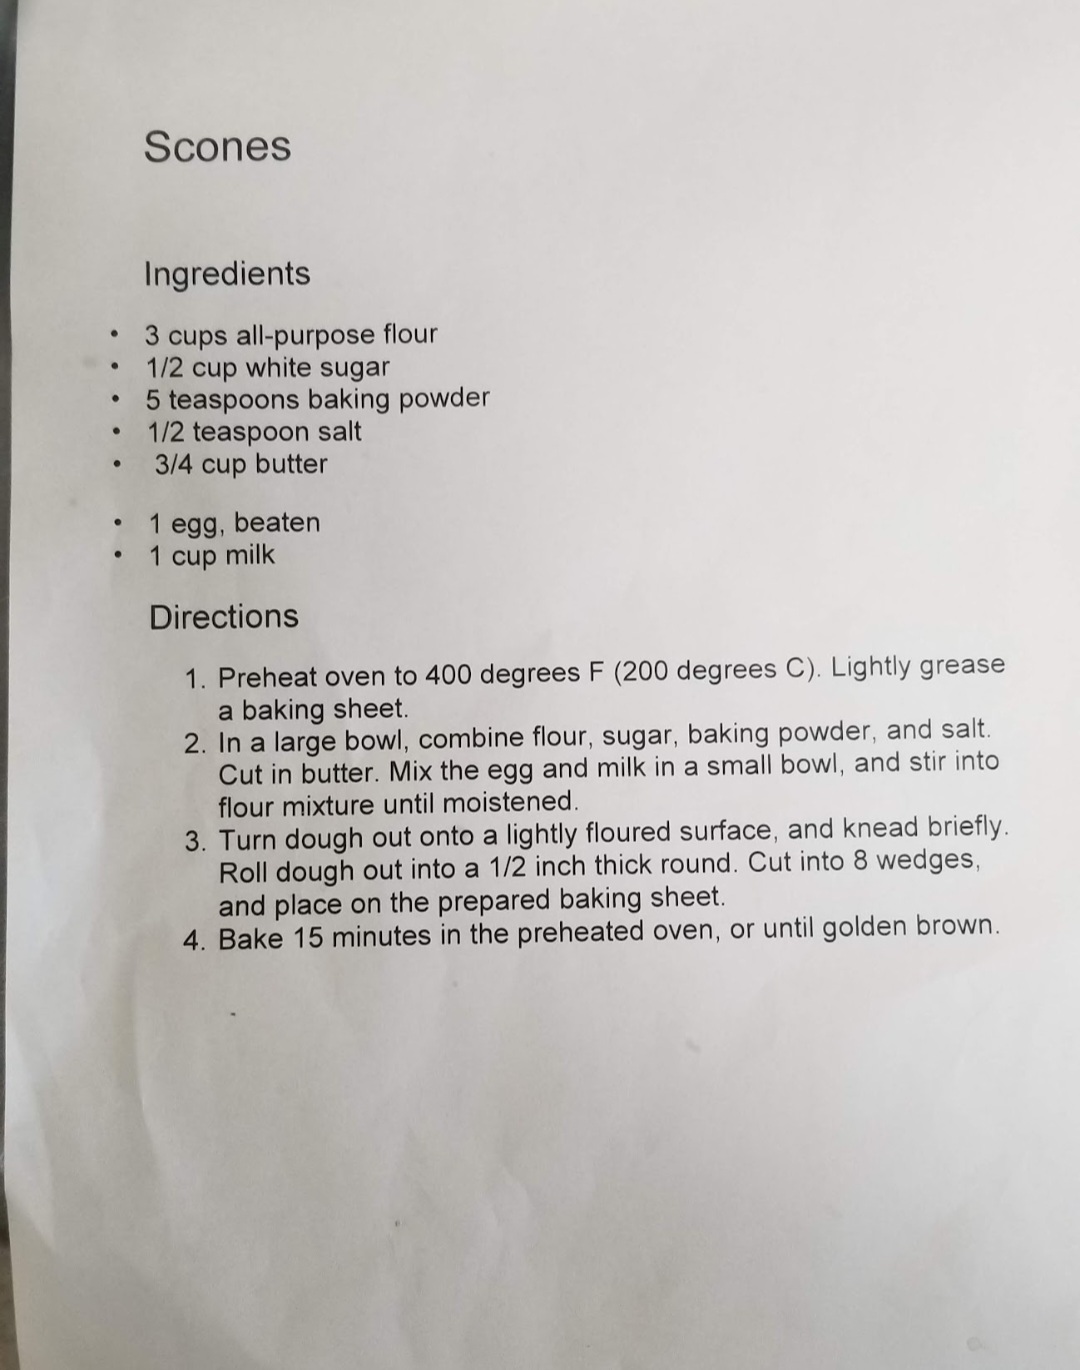 Scones
Ingredients
• 3 cups all-purpose flour
• 1/2 cup white sugar
• 5 teaspoons baking powder
• 1/2 teaspoon salt
• 3/4 cup butter
• 1 egg, beaten
• 1 cup milk
Directions
1. Preheat oven to 400 degrees F (200 degrees C). Lightly grease
a baking sheet.
2. In a large bowl, combine flour, sugar, baking powder, and salt.
Cut in butter. Mix the egg and milk in a small bowl, and stir into
flour mixture until moistened.
3. Turn dough out onto a lightly floured surface, and knead briefly.
Roll dough out into a 1/2 inch thick round. Cut into 8 wedges,
and place on the prepared baking sheet.
4. Bake 15 minutes in the preheated oven, or until golden brown.